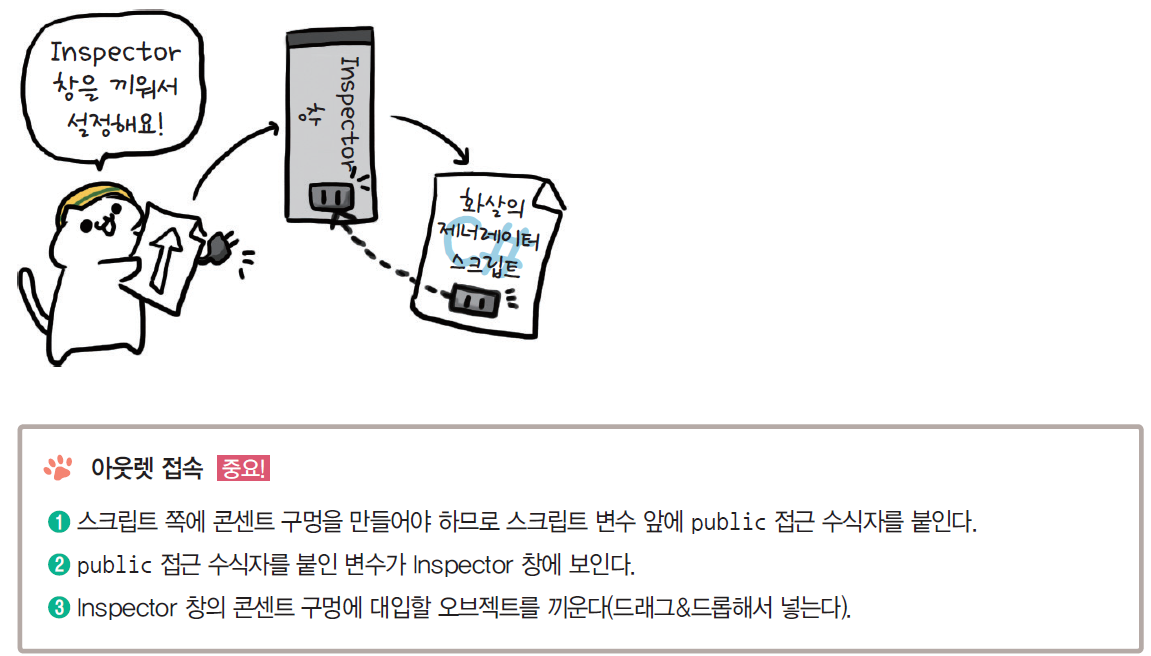 Inspector
창을 끼워서
설정해요!
Inspector
창
화살의
제너레이터
스크립트
C#
아웃렛 접속 중요!
1 스크립트 쪽에 콘센트 구멍을 만들어야 하므로 스크립트 변수 앞에 public 접근 수식자를 붙인다.
2 public 접근 수식자를 붙인 변수가 Inspector 창에 보인다.
3 Inspector 창의 콘센트 구멍에 대입할 오브젝트를 끼운다(드래그&드롭해서 넣는다).